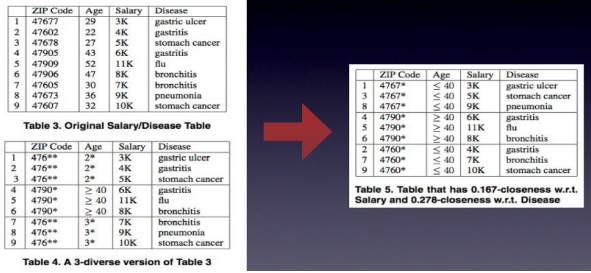 ZIP Code Age Salary Disease
1 47677 29 3K gastric ulcer
2 47602 22 4K gastritis
3 47678 27 5K stomach cancer
4 47905 43 6K gastritis
5 47909 52 11K flu
6 47906 47 8K bronchitis
7 47605 30 7K bronchitis
8 47673 36 9K pneumonia
9 47607 32 10K stomach cancer
Table 3. Original Salary/Disease Table
ZIP Code Age Salary Disease
1 476** 2* 3K gastric ulcer
2 476** 2* 4K gastritis
3 476** 2* 5K stomach cancer
4 4790* ≥ 40 6K gastritis
5 4790* ≥ 40 11K flu
6 4790* ≥ 40 8K bronchitis
7 476** 3* 7K bronchitis
8 476** 3* 9K pneumonia
9 476** 3* 10K stomach cancer
Table 4. A 3-diverse version of Table 3
ZIP Code Age Salary Disease
1 4767* ≤ 40 3K gastric ulcer
3 4767* ≤ 40 5K stomach cancer
8 4767* ≤ 40 9K pneumonia
4 4790* ≥ 40 6K gastritis
5 4790* ≥ 40 11K flu
6 4790* ≥ 40 8K bronchitis
2 4760* ≤ 40 4K gastritis
7 4760* ≤ 40 7K bronchitis
9 4760* ≤ 40 10K stomach cancer
Table 5. Table that has 0.167-closeness w.r.t.
Salary and 0.278-closeness w.r.t. Disease